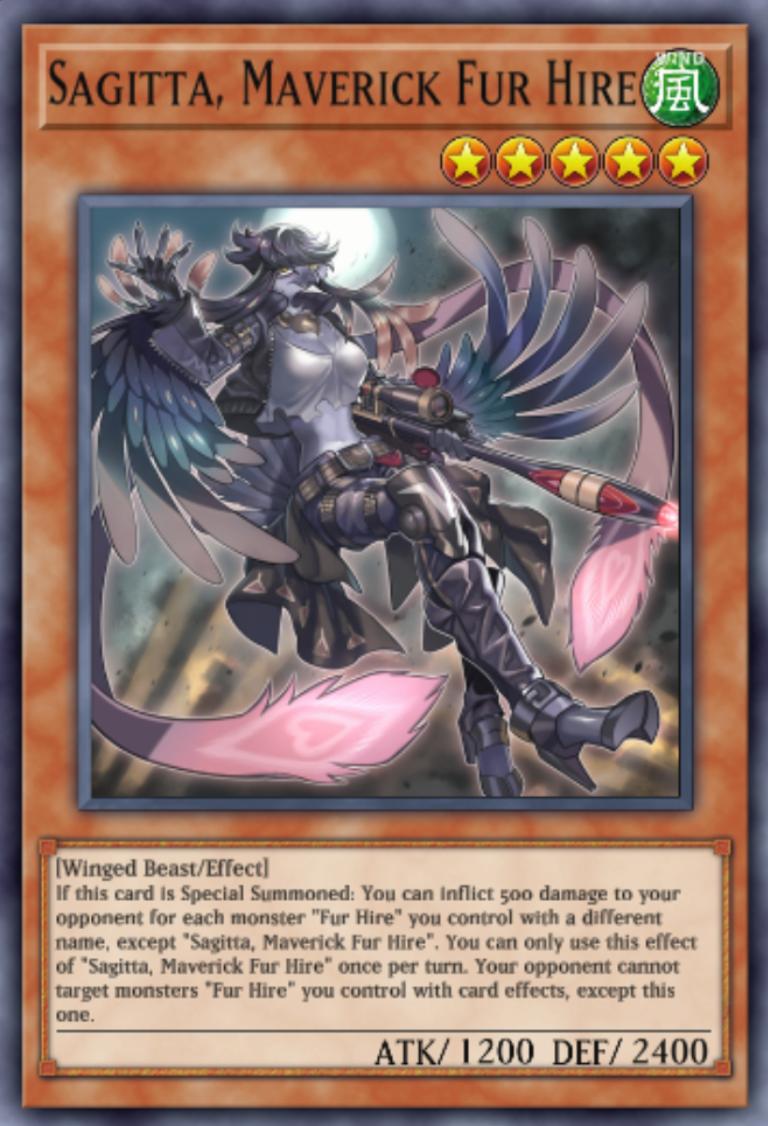 SAGITTA, MAVERICK FUR HIRE
WIND
風
[Winged Beast/Effect]
If this card is Special Summoned: You can inflict 500 damage to your
opponent for each monster "Fur Hire" you control with a different
name, except "Sagitta, Maverick Fur Hire". You can only use this effect
of "Sagitta, Maverick Fur Hire" once per turn. Your opponent cannot
target monsters "Fur Hire" you control with card effects, except this
one.
ATK/ 1200 DEF/ 2400